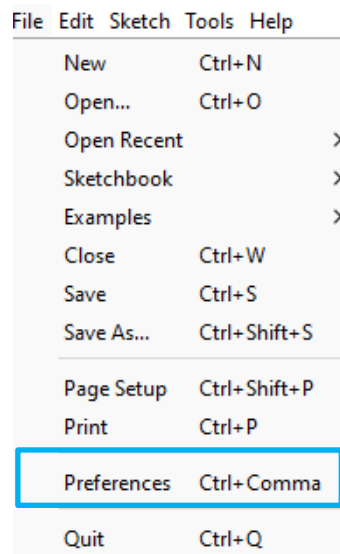 File Edit Sketch Tools Help
New Ctrl+N
Open... Ctrl+O
Open Recent
Sketchbook
Examples
Close Ctrl+W
Save Ctrl+S
Save As... Ctrl+Shift+S
Page Setup Ctrl+Shift+P
Print Ctrl+P
Preferences Ctrl+Comma
Quit Ctrl+Q